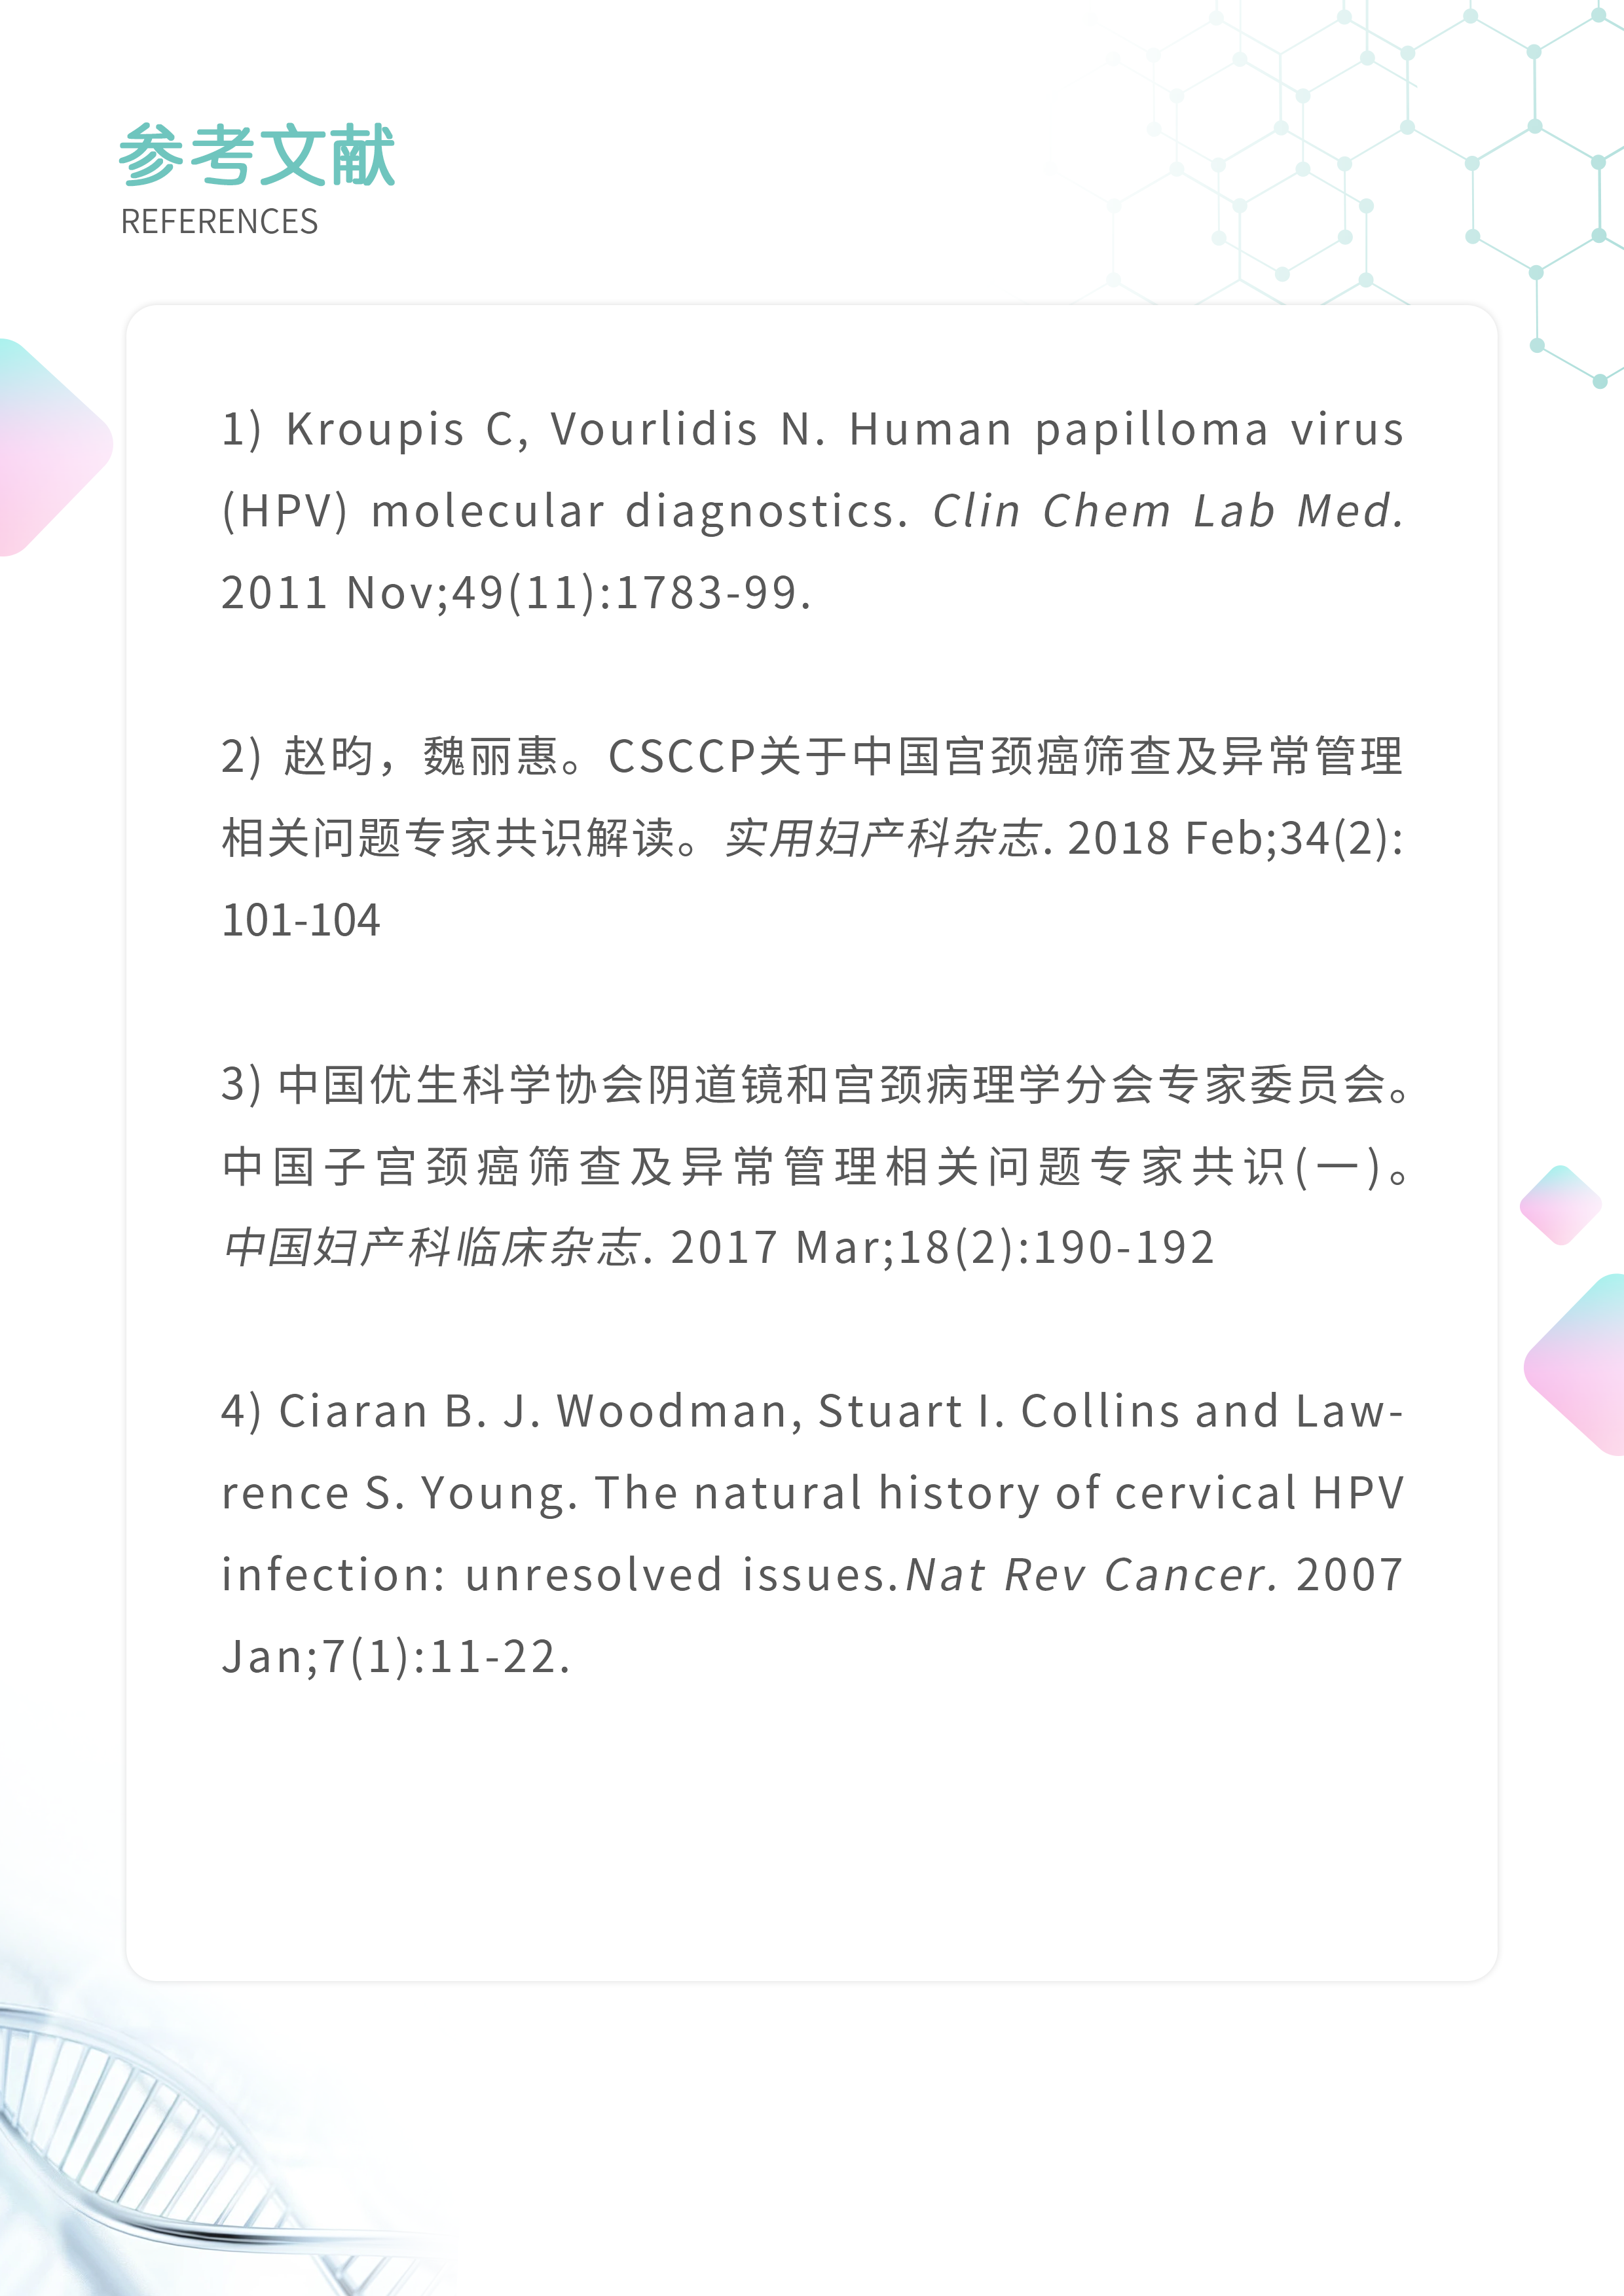 参考文献
REFERENCES
1) Kroupis C, Vourlidis N. Human papilloma virus
(HPV) molecular diagnostics. Clin Chem Lab Med.
2011 Nov;49(11):1783-99.
2) 赵昀，魏丽惠。CSCCP关于中国宫颈癌筛查及异常管理
相关问题专家共识解读。实用妇产科杂志. 2018 Feb;34(2):
101-104
3) 中国优生科学协会阴道镜和宫颈病理学分会专家委员会。
中国子宫颈癌筛查及异常管理相关问题专家共识(一)。
中国妇产科临床杂志. 2017 Mar;18(2):190-192
4) Ciaran B. J. Woodman, Stuart I. Collins and Law-
rence S. Young. The natural history of cervical HPV
infection: unresolved issues.Nat Rev Cancer. 2007
Jan;7(1):11-22.